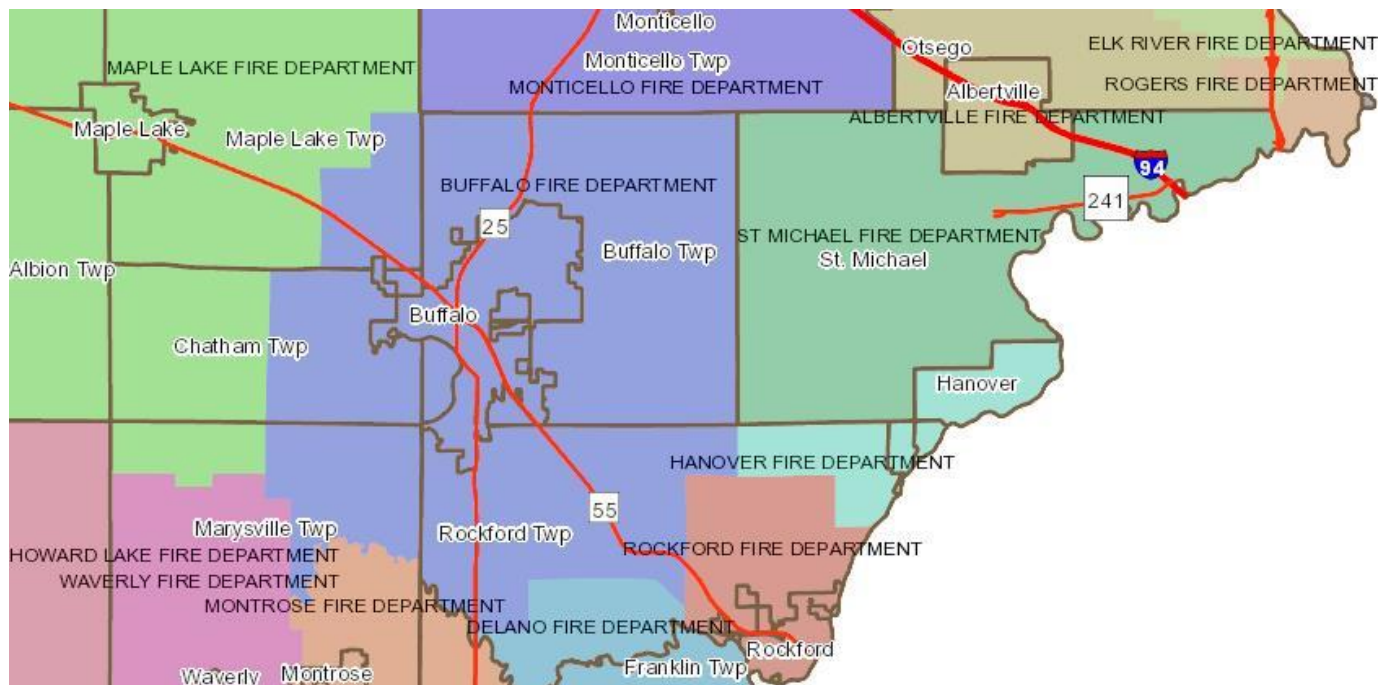 Monticello
Otsego
ELK RIVER FIRE DEPARTMENT
MAPLE LAKE FIRE DEPARTMENT
Monticello Twp
MONTICELLO FIRE DEPARTMENT
Albertville
ROGERS FIRE DEPARTMENT
ALBERTVILLE FIRE DEPARTMENT
Maple Lake
Maple Lake Twp
94
BUFFALO FIRE DEPARTMENT
241
25
ST MICHAEL FIRE DEPARTMENT
Buffalo Twp
St. Michael
Albion Twp
Buffalo
Chatham Twp
Hanover
HANOVER FIRE DEPARTMENT
55
Marysville Twp
Rockford Twp
HOWARD LAKE FIRE DEPARTMENT
ROCKFORD FIRE DEPARTMENT
WAVERLY FIRE DEPARTMENT
MONTROSE FIRE DEPARTMENT
DELANO FIRE DEPARTMENT
Rockford
Franklin Twp
Waverly
Montrose